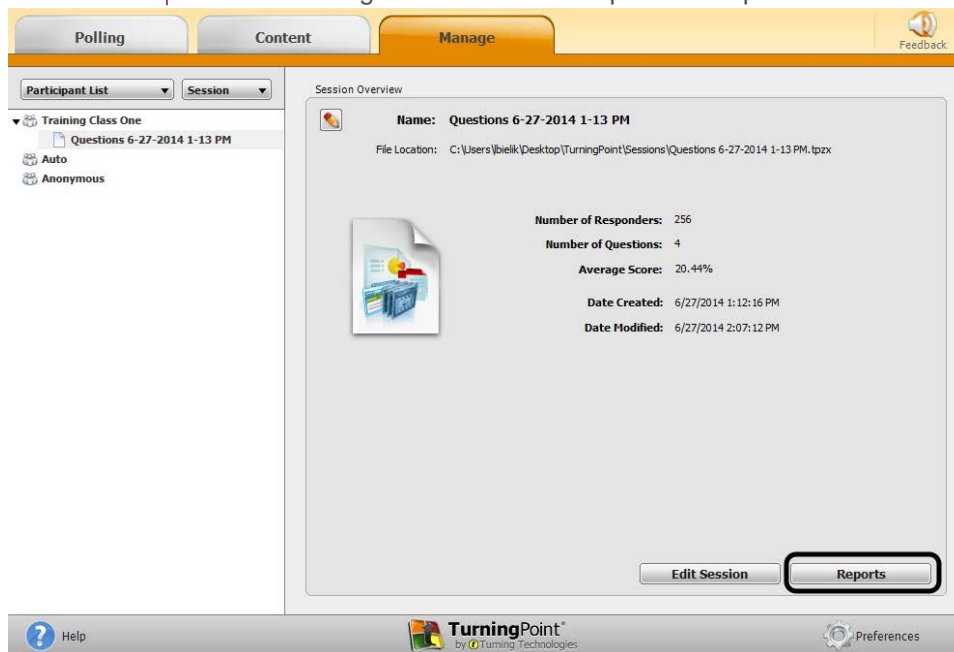 Polling
Content
Manage
Feedback
Participant List
Session
Training Class One
Questions 6-27-2014 1-13 PM
Auto
Anonymous
Session Overview
Name: Questions 6-27-2014 1-13 PM
File Location: C:\Users\bielik\Desktop\TurningPoint\Sessions\Questions 6-27-2014 1-13 PM.tpzx
Number of Responders: 256
Number of Questions: 4
Average Score: 20.44%
Date Created: 6/27/2014 1:12:16 PM
Date Modified: 6/27/2014 2:07:12 PM
Edit Session
Reports
Help
TurningPoint
by Turning Technologies
Preferences